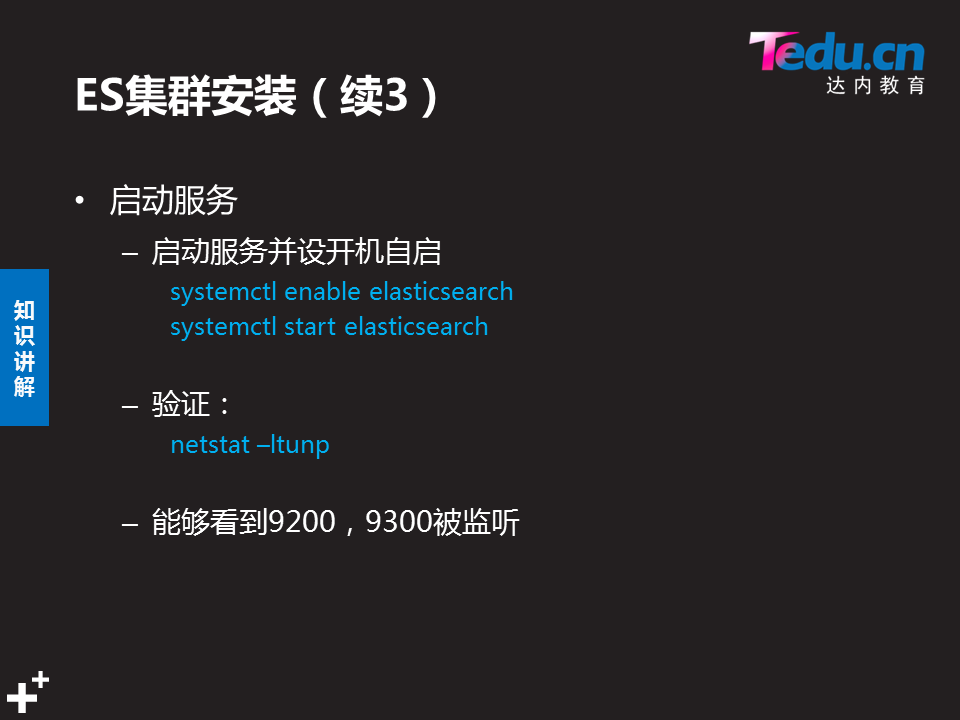 Tedu.cn
达内教育
ES集群安装（续3）
• 启动服务
– 启动服务并设开机自启
systemctl enable elasticsearch
systemctl start elasticsearch
– 验证：
netstat –ltunp
– 能够看到9200，9300被监听
知识讲解